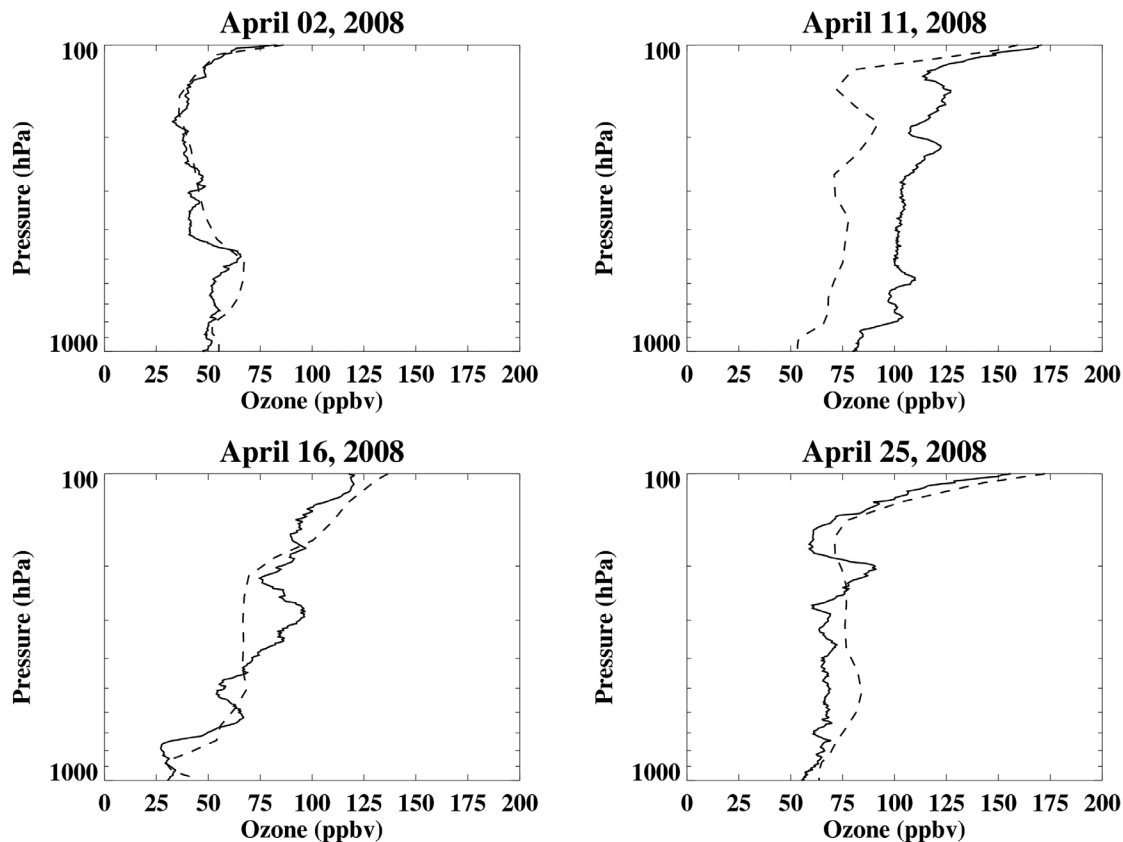 April 02, 2008
100
Pressure (hPa)
1000
0 25 50 75 100 125 150 175 200
Ozone (ppbv)
April 11, 2008
100
Pressure (hPa)
1000
0 25 50 75 100 125 150 175 200
Ozone (ppbv)
April 16, 2008
100
Pressure (hPa)
1000
0 25 50 75 100 125 150 175 200
Ozone (ppbv)
April 25, 2008
100
Pressure (hPa)
1000
0 25 50 75 100 125 150 175 200
Ozone (ppbv)